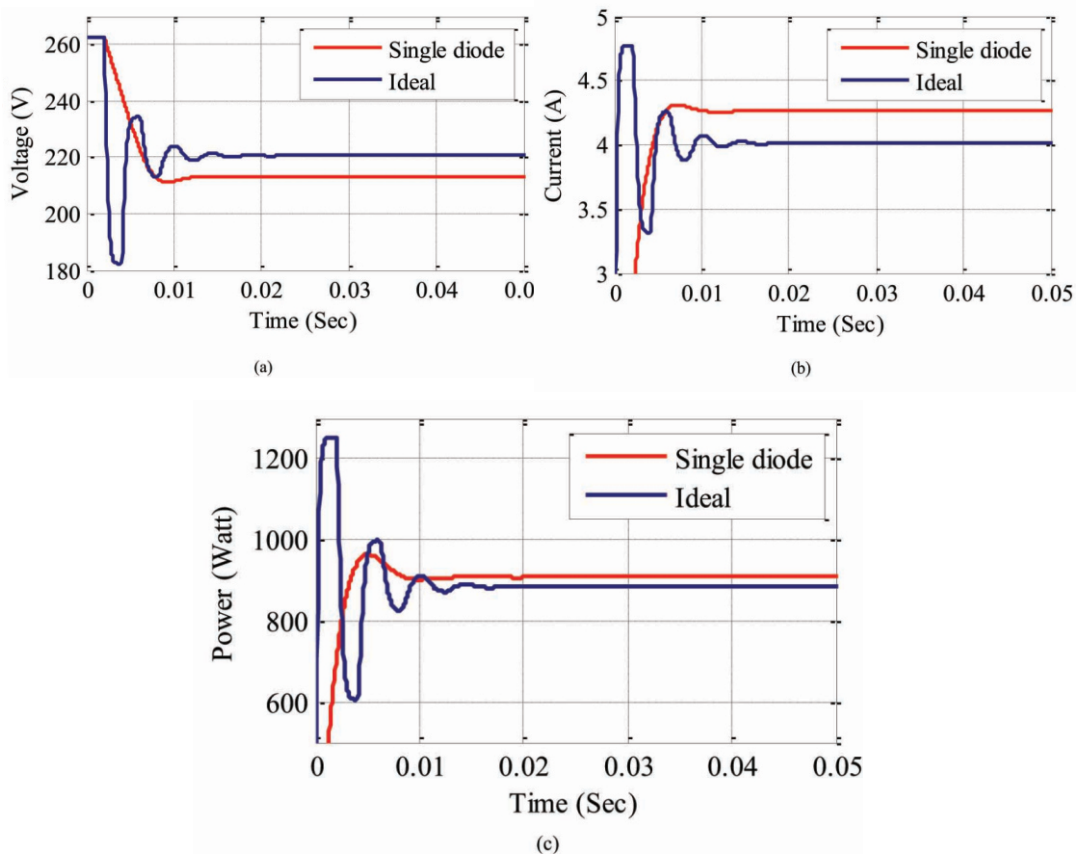 260
240
220
200
180
Voltage (V)
Single diode
Ideal
0
0.01
0.02
0.03
0.04
0.0
Time (Sec)
(a)
5
4.5
4
3.5
3
Current (A)
Single diode
Ideal
0
0.01
0.02
0.03
0.04
0.05
Time (Sec)
(b)
1200
1000
800
600
Power (Watt)
Single diode
Ideal
0
0.01
0.02
0.03
0.04
0.05
Time (Sec)
(c)